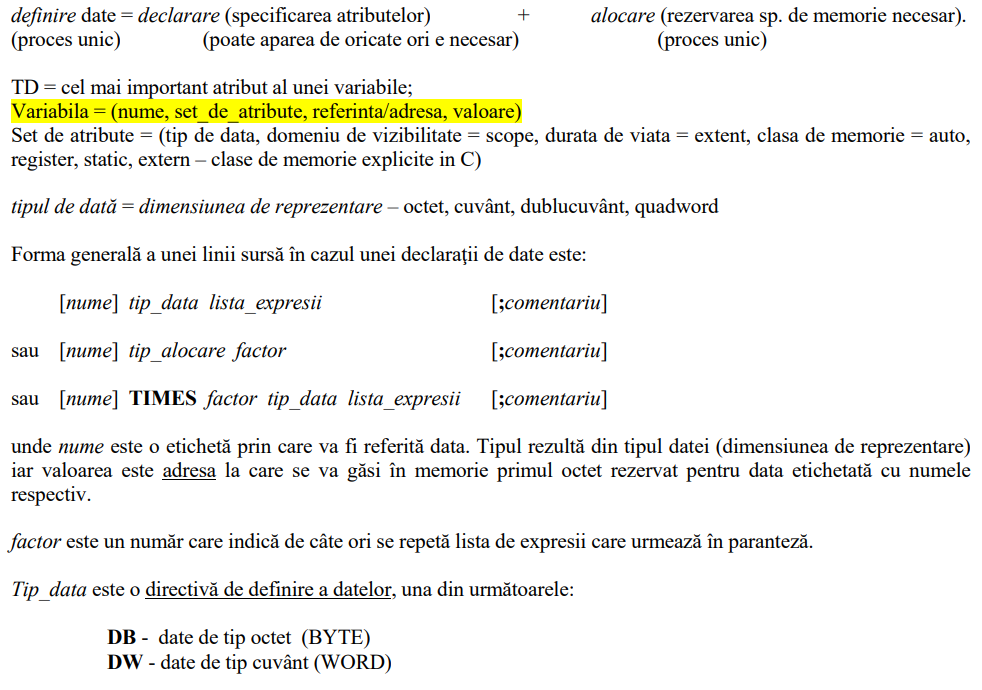 definire date = declarare (specificarea atributelor) + alocare (rezervarea sp. de memorie necesar).
(proces unic) (poate aparea de oricate ori e necesar) (proces unic)
TD = cel mai important atribut al unei variabile;
Variabila = (nume, set_de_atribute, referinta/adresa, valoare)
Set de atribute = (tip de data, domeniu de vizibilitate = scope, durata de viata = extent, clasa de memorie = auto,
register, static, extern – clase de memorie explicite in C)
tipul de dată = dimensiunea de reprezentare – octet, cuvânt, dublucuvânt, quadword
Forma generală a unei linii sursă în cazul unei declaraţii de date este:
[nume] tip_data lista_expresii [;comentariu]
sau [nume] tip_alocare factor [;comentariu]
sau [nume] TIMES factor tip_data lista_expresii [;comentariu]
unde nume este o etichetă prin care va fi referită data. Tipul rezultă din tipul datei (dimensiunea de reprezentare)
iar valoarea este adresa la care se va găsi în memorie primul octet rezervat pentru data etichetată cu numele
respectiv.
factor este un număr care indică de câte ori se repetă lista de expresii care urmează în paranteză.
Tip_data este o directivă de definire a datelor, una din următoarele:
DB - date de tip octet (BYTE)
DW - date de tip cuvânt (WORD)